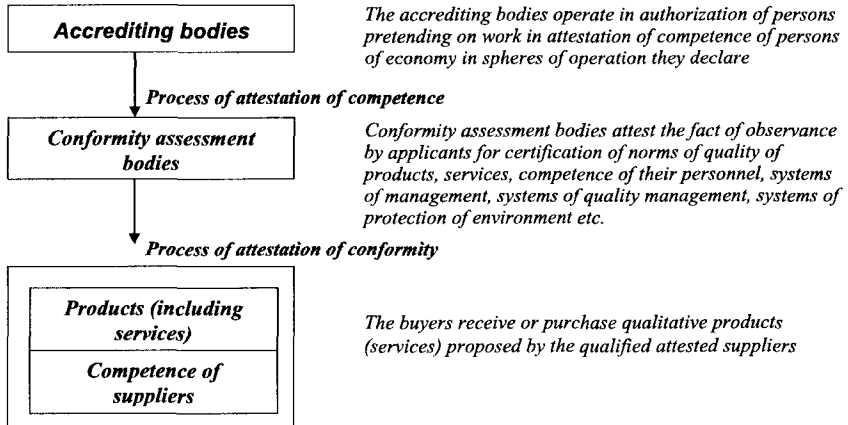 Accrediting bodies
The accrediting bodies operate in authorization of persons
pretending on work in attestation of competence of persons
of economy in spheres of operation they declare
Process of attestation of competence
Conformity assessment
bodies
Conformity assessment bodies attest the fact of observance
by applicants for certification of norms of quality of
products, services, competence of their personnel, systems
of management, systems of quality management, systems of
protection of environment etc.
Process of attestation of conformity
Products (including
services)
Competence of
suppliers
The buyers receive or purchase qualitative products
(services) proposed by the qualified attested suppliers